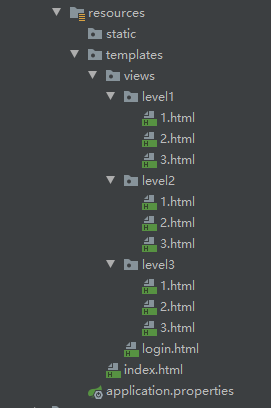 resources
static
templates
views
level1
1.html
2.html
3.html
level2
1.html
2.html
3.html
level3
1.html
2.html
3.html
login.html
index.html
application.properties